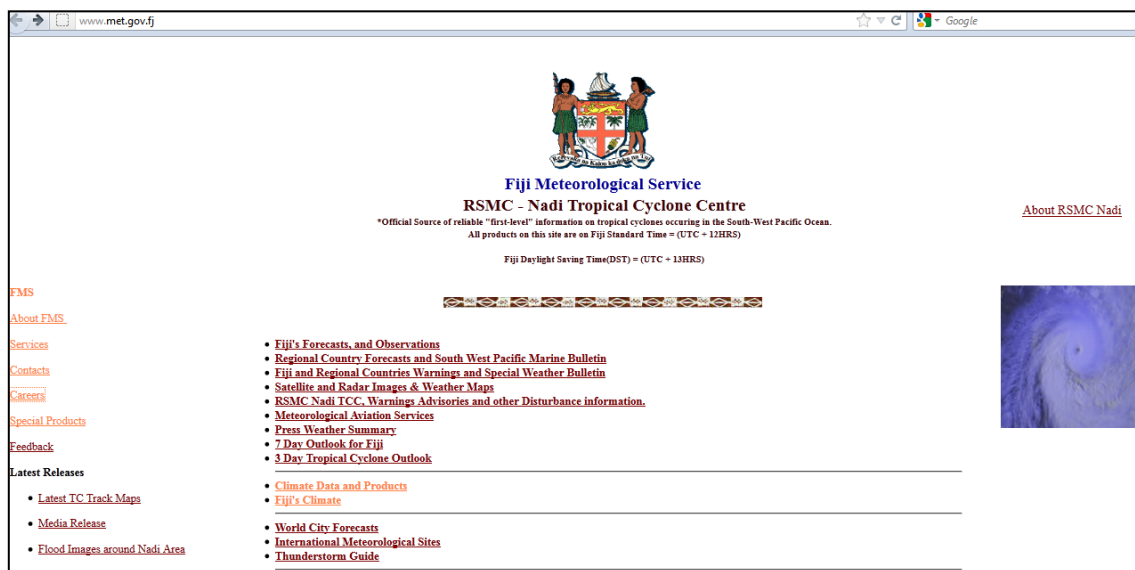 www.met.gov.fj
Google
Fiji Meteorological Service
RSMC - Nadi Tropical Cyclone Centre
*Official Source of reliable "first-level" information on tropical cyclones occuring in the South-West Pacific Ocean.
All products on this site are on Fiji Standard Time = (UTC + 12HRS)
Fiji Daylight Saving Time(DST) = (UTC + 13HRS)
About RSMC Nadi
FMS
About FMS
Services
Contacts
Careers
Special Products
Feedback
Latest Releases
Latest TC Track Maps
Media Release
Flood Images around Nadi Area
Fiji's Forecasts, and Observations
Regional Country Forecasts and South West Pacific Marine Bulletin
Fiji and Regional Countries Warnings and Special Weather Bulletin
Satellite and Radar Images & Weather Maps
RSMC Nadi TCC, Warnings Advisories and other Disturbance information.
Meteorological Aviation Services
Press Weather Summary
7 Day Outlook for Fiji
3 Day Tropical Cyclone Outlook
Climate Data and Products
Fiji's Climate
World City Forecasts
International Meteorological Sites
Thunderstorm Guide